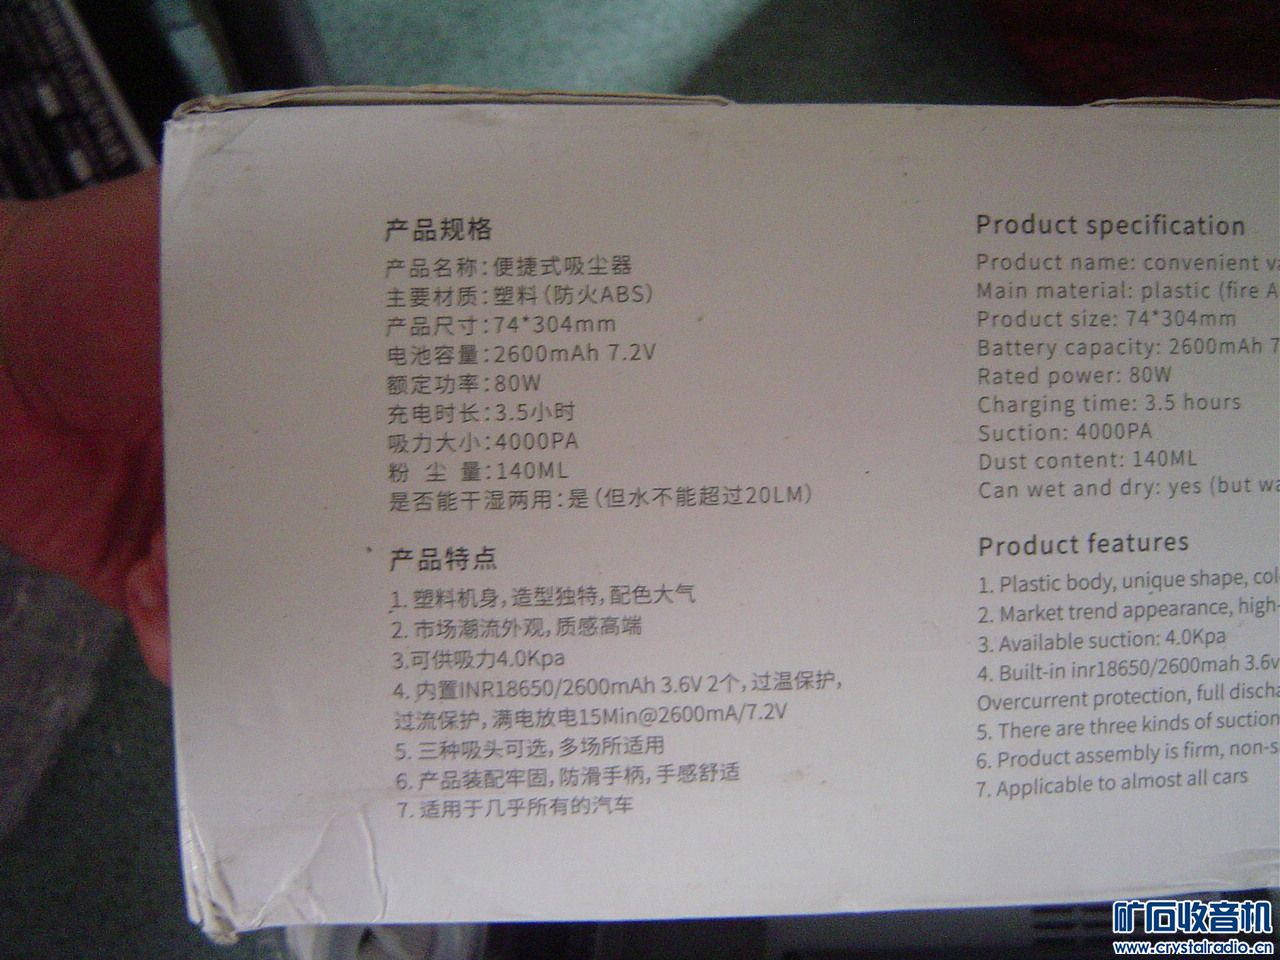 产品规格
产品名称：便捷式吸尘器
主要材质：塑料（防火ABS）
产品尺寸：74*304mm
电池容量：2600mAh 7.2V
额定功率：80W
充电时长：3.5小时
吸力大小：4000PA
粉 尘 量：140ML
是否能干湿两用：是（但水不能超过20LM）
产品特点
1. 塑料机身，造型独特，配色大气
2. 市场潮流外观，质感高端
3.可供吸力4.0Kpa
4. 内置INR18650/2600mAh 3.6V 2个，过温保护，
过流保护，满电放电15Min@2600mA/7.2V
5. 三种吸头可选，多场所适用
6. 产品装配牢固，防滑手柄，手感舒适
7. 适用于几乎所有的汽车
Product specification
Product name: convenient
Main material: plastic (fire
Product size: 74*304mm
Battery capacity: 2600mAh
Rated power: 80W
Charging time: 3.5 hours
Suction: 4000PA
Dust content: 140ML
Can wet and dry: yes (but
Product features
1. Plastic body, unique shape,
2. Market trend appearance,
3. Available suction: 4.0Kpa
4. Built-in inr18650/2600mah 3.6v
Overcurrent protection, full
5. There are three kinds of suction
6. Product assembly is firm,
7. Applicable to almost all cars
矿石收音机
www.crystalradio.cn